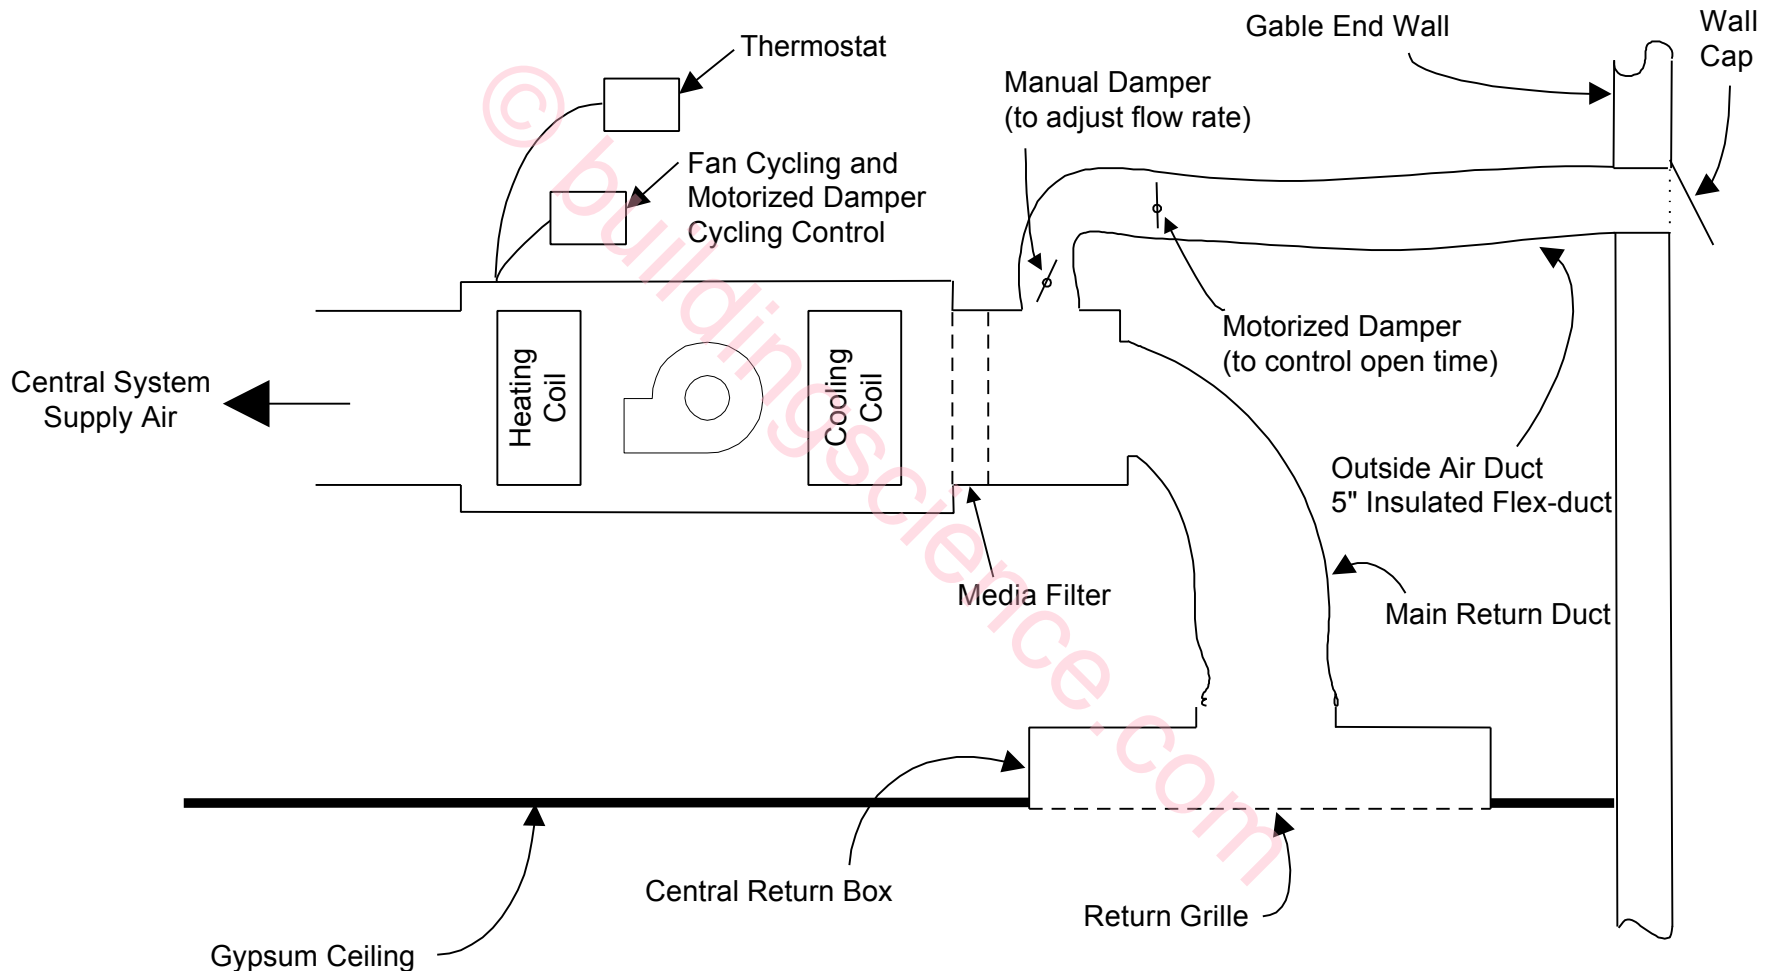 Thermostat
Gable End Wall
Wall
Cap
Manual Damper
(to adjust flow rate)
Fan Cycling and
Motorized Damper
Cycling Control
Motorized Damper
(to control open time)
Central System
Supply Air
Heating
Coil
Cooling
Coil
Outside Air Duct
5" Insulated Flex-duct
Media Filter
Main Return Duct
Central Return Box
Return Grille
Gypsum Ceiling
© buildingscience.com